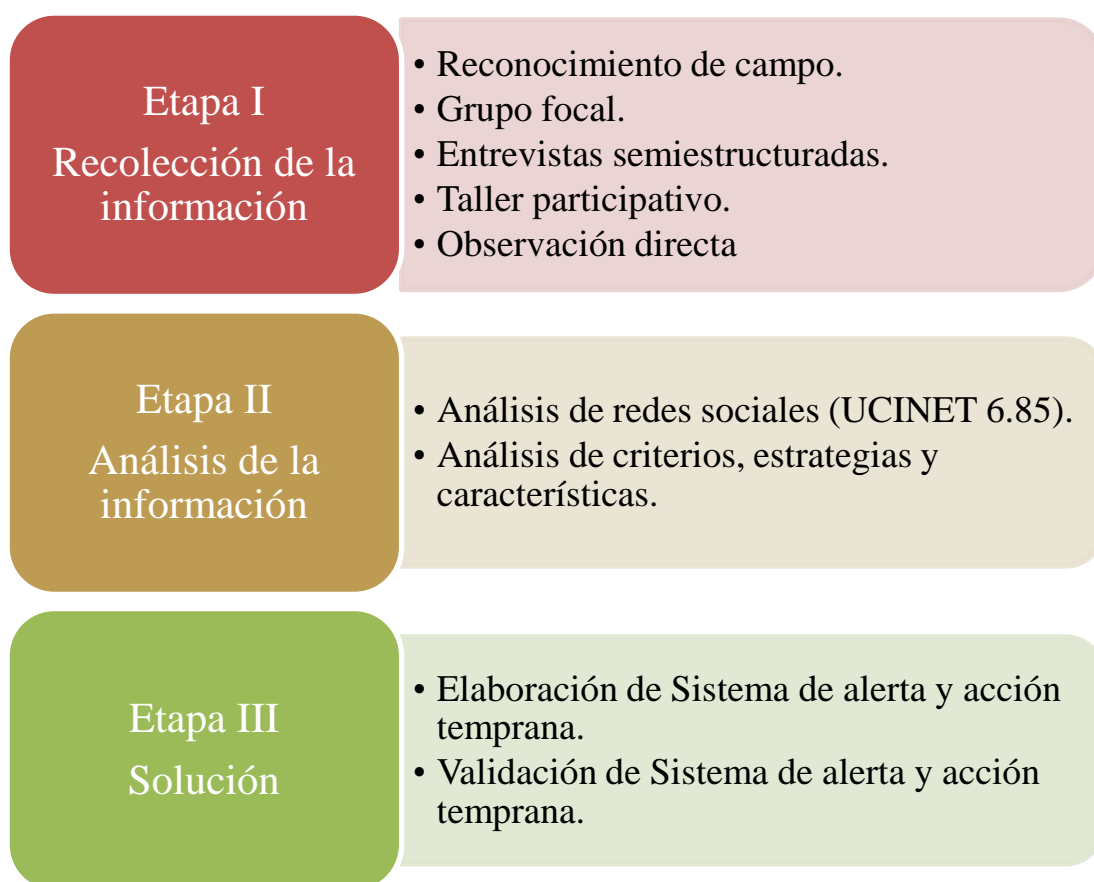 Etapa I
Recolección de la
información
• Reconocimiento de campo.
• Grupo focal.
• Entrevistas semiestructuradas.
• Taller participativo.
• Observación directa
Etapa II
Análisis de la
información
• Análisis de redes sociales (UCINET 6.85).
• Análisis de criterios, estrategias y
características.
Etapa III
Solución
• Elaboración de Sistema de alerta y acción
temprana.
• Validación de Sistema de alerta y acción
temprana.